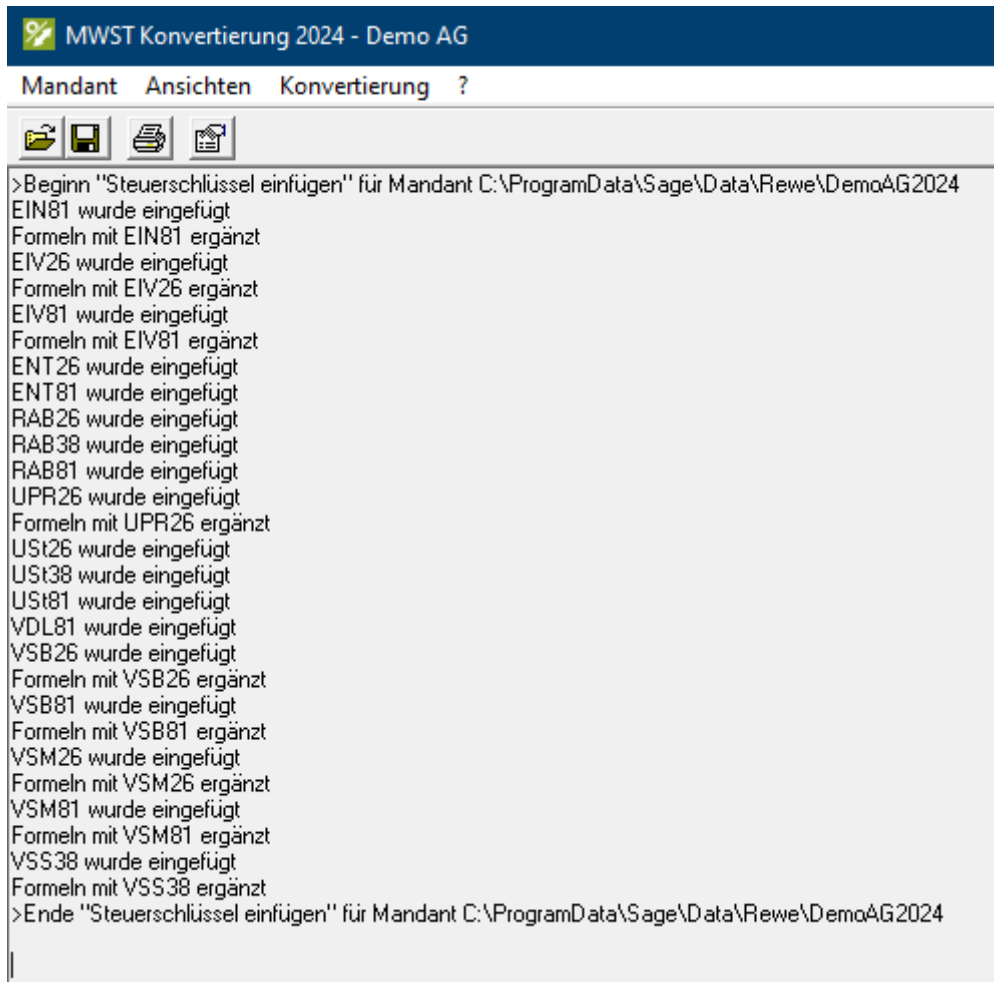 MWST Konvertierung 2024 - Demo AG
Mandant Ansichten Konvertierung ?
>Beginn "Steuerschlüssel einfügen" für Mandant C:\ProgramData\Sage\Data\Rewe\DemoAG2024
EIN81 wurde eingefügt
Formeln mit EIN81 ergänzt
EIV26 wurde eingefügt
Formeln mit EIV26 ergänzt
EIV81 wurde eingefügt
Formeln mit EIV81 ergänzt
ENT26 wurde eingefügt
ENT81 wurde eingefügt
RAB26 wurde eingefügt
RAB38 wurde eingefügt
RAB81 wurde eingefügt
UPR26 wurde eingefügt
Formeln mit UPR26 ergänzt
USt26 wurde eingefügt
USt38 wurde eingefügt
USt81 wurde eingefügt
VDL81 wurde eingefügt
VSB26 wurde eingefügt
Formeln mit VSB26 ergänzt
VSB81 wurde eingefügt
Formeln mit VSB81 ergänzt
VSM26 wurde eingefügt
Formeln mit VSM26 ergänzt
VSM81 wurde eingefügt
Formeln mit VSM81 ergänzt
VSS38 wurde eingefügt
Formeln mit VSS38 ergänzt
>Ende "Steuerschlüssel einfügen" für Mandant C:\ProgramData\Sage\Data\Rewe\DemoAG2024